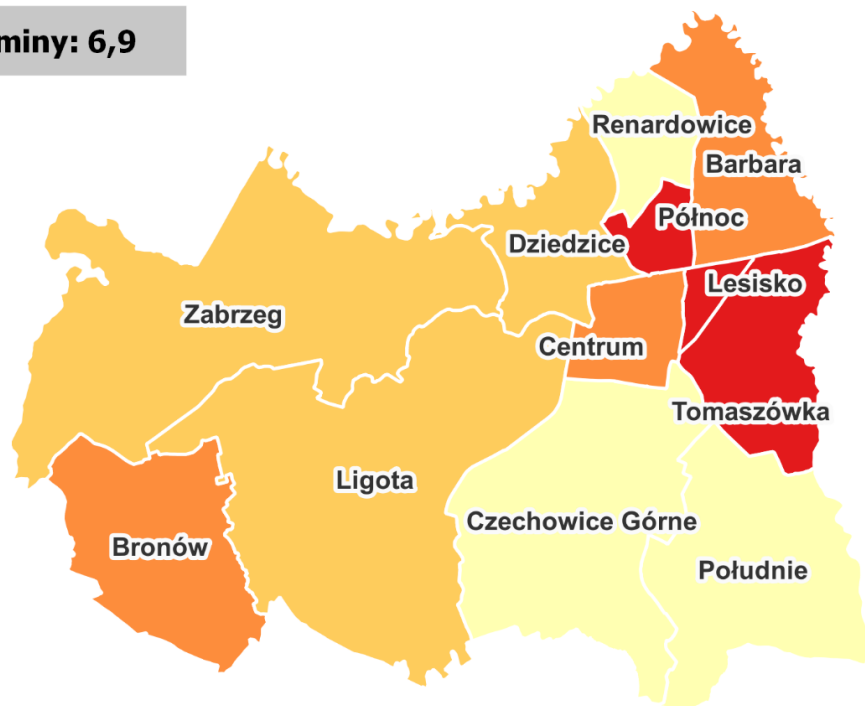 miny: 6,9
Renardowice
Barbara
Północ
Dziedzice
Lesisko
Zabrzeg
Centrum
Tomaszówka
Ligota
Czechowice Górne
Bronów
Południe